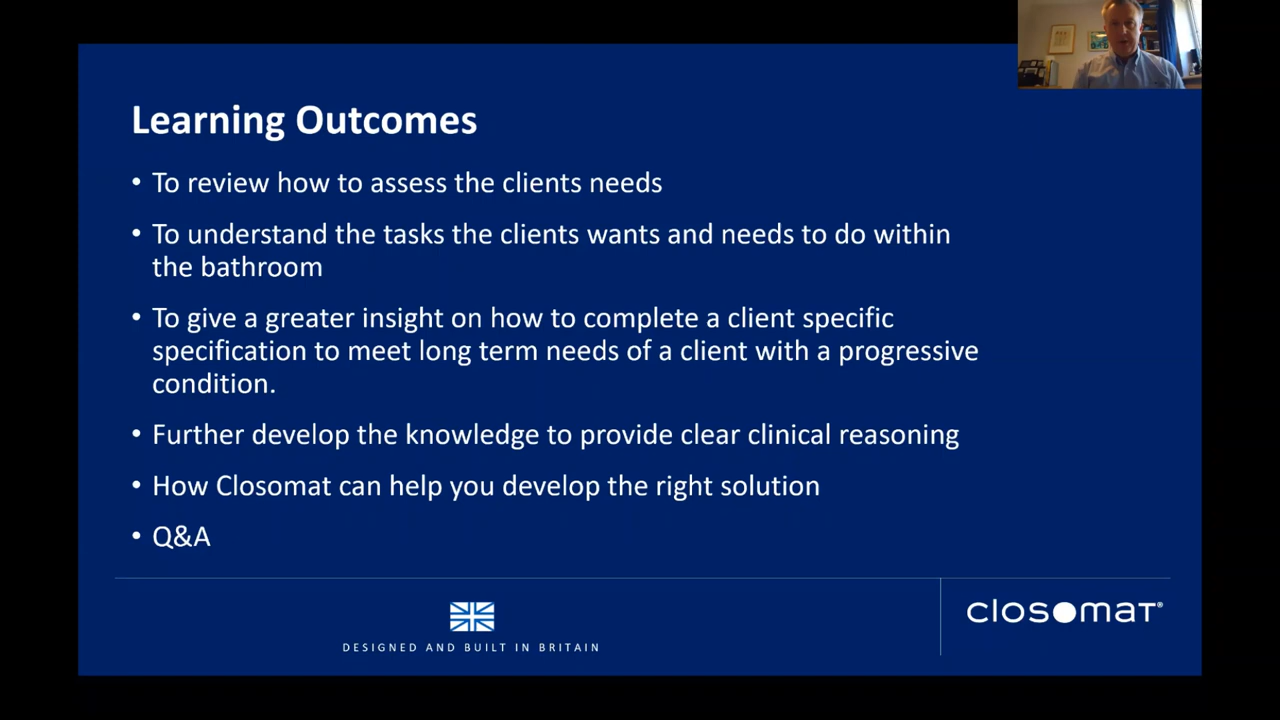 Learning Outcomes
• To review how to assess the clients needs
• To understand the tasks the clients wants and needs to do within
the bathroom
• To give a greater insight on how to complete a client specific
specification to meet long term needs of a client with a progressive
condition.
• Further develop the knowledge to provide clear clinical reasoning
• How Closomat can help you develop the right solution
• Q&A
DESIGNED AND BUILT IN BRITAIN
closomat®